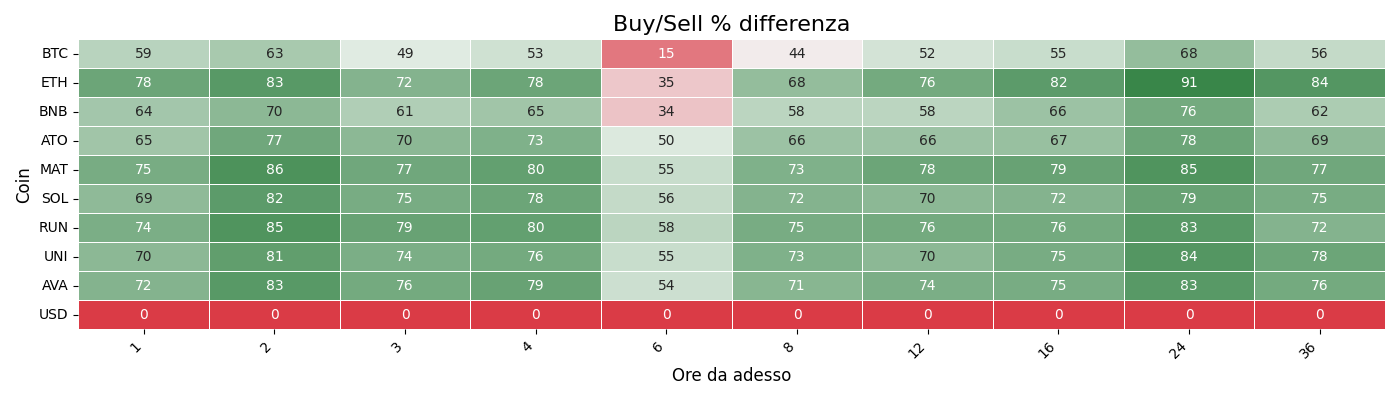 Buy/Sell % differenza
Coin
BTC 59 63 49 53 15 44 52 55 68 56
ETH 78 83 72 78 35 68 76 82 91 84
BNB 64 70 61 65 34 58 58 66 76 62
ATO 65 77 70 73 50 66 66 67 78 69
MAT 75 86 77 80 55 73 78 79 85 77
SOL 69 82 75 78 56 72 70 72 79 75
RUN 74 85 79 80 58 75 76 76 83 72
UNI 70 81 74 76 55 73 70 75 84 78
AVA 72 83 76 79 54 71 74 75 83 76
USD 0 0 0 0 0 0 0 0 0 0
1 2 3 4 6 8 12 16 24 36
Ore da adesso